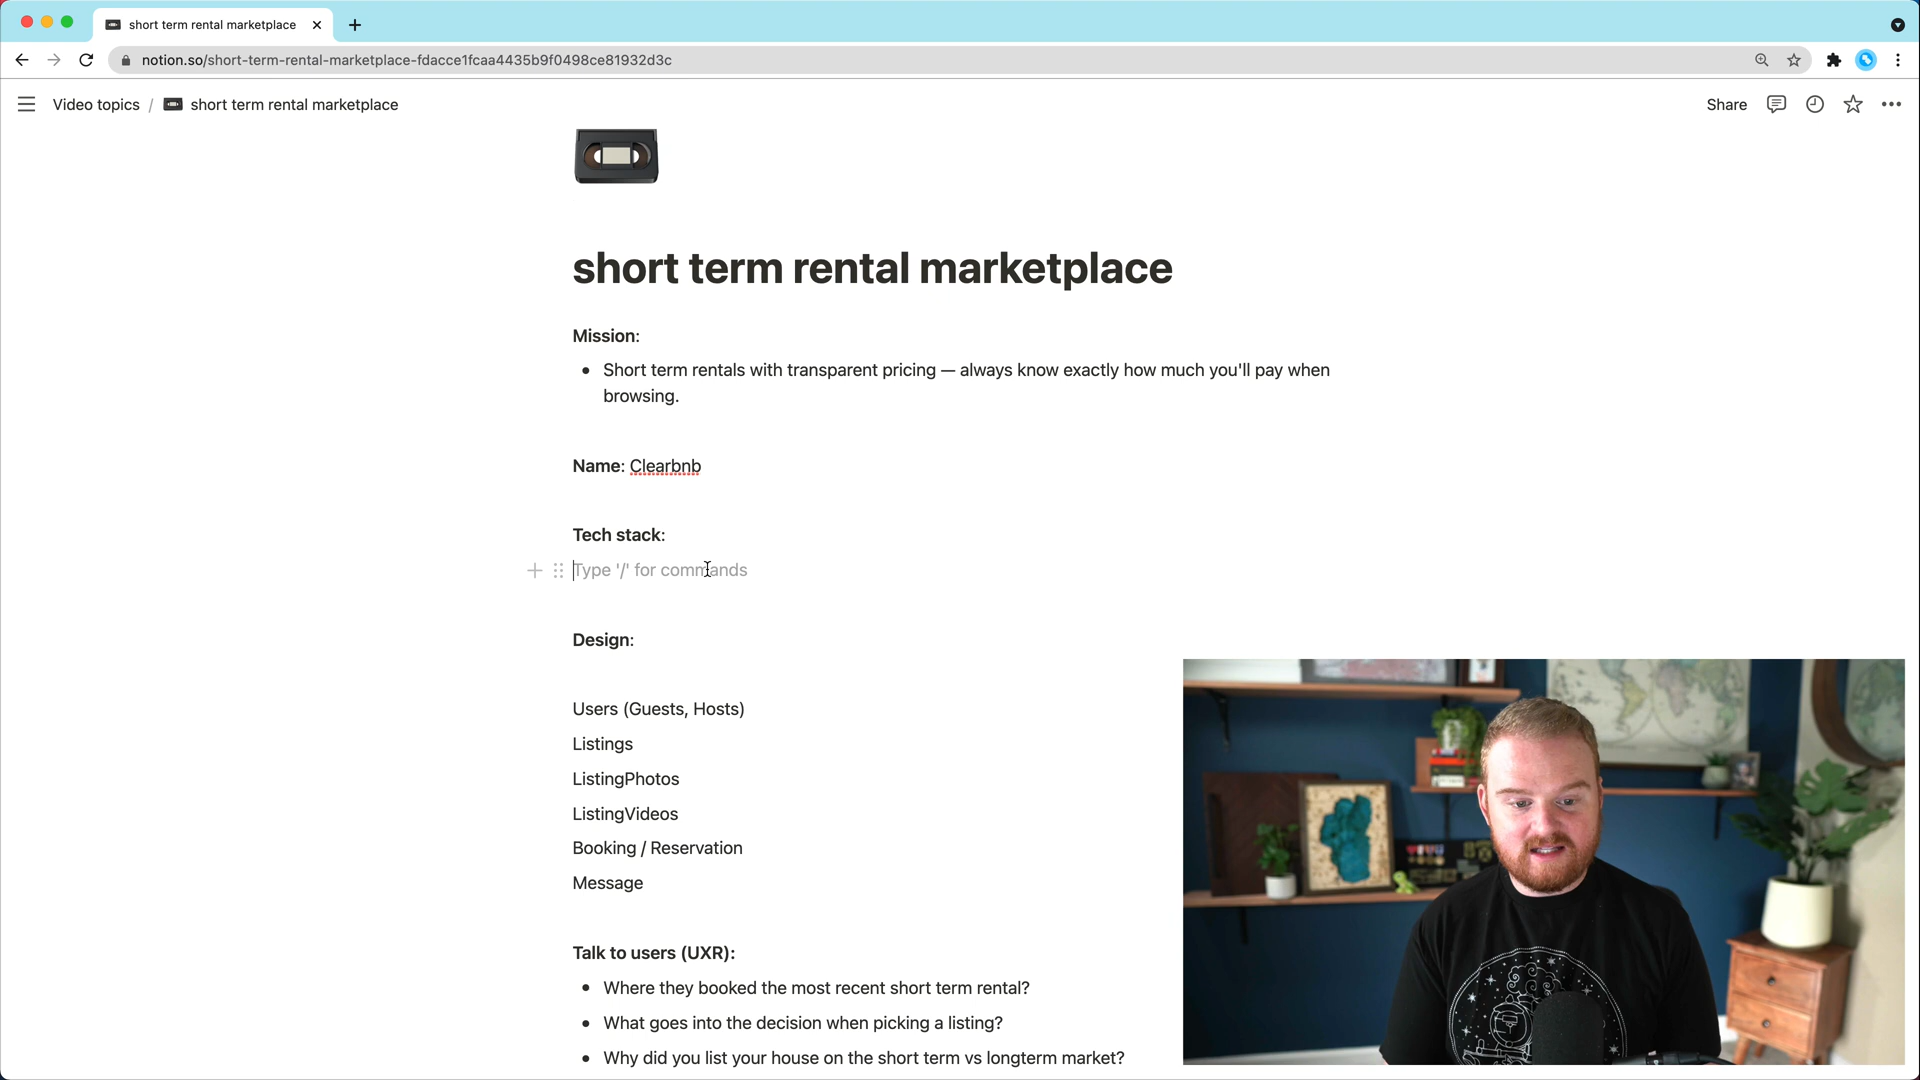 short term rental marketplace
notion.so/short-term-rental-marketplace-fdacce1fcaa4435b9f0498ce81932d3c
Video topics / short term rental marketplace
Share
short term rental marketplace
Mission:
• Short term rentals with transparent pricing — always know exactly how much you'll pay when
browsing.
Name: Clearbnb
Tech stack:
Type '/' for commands
Design:
Users (Guests, Hosts)
Listings
ListingPhotos
ListingVideos
Booking / Reservation
Message
Talk to users (UXR):
• Where they booked the most recent short term rental?
• What goes into the decision when picking a listing?
• Why did you list your house on the short term vs longterm market?